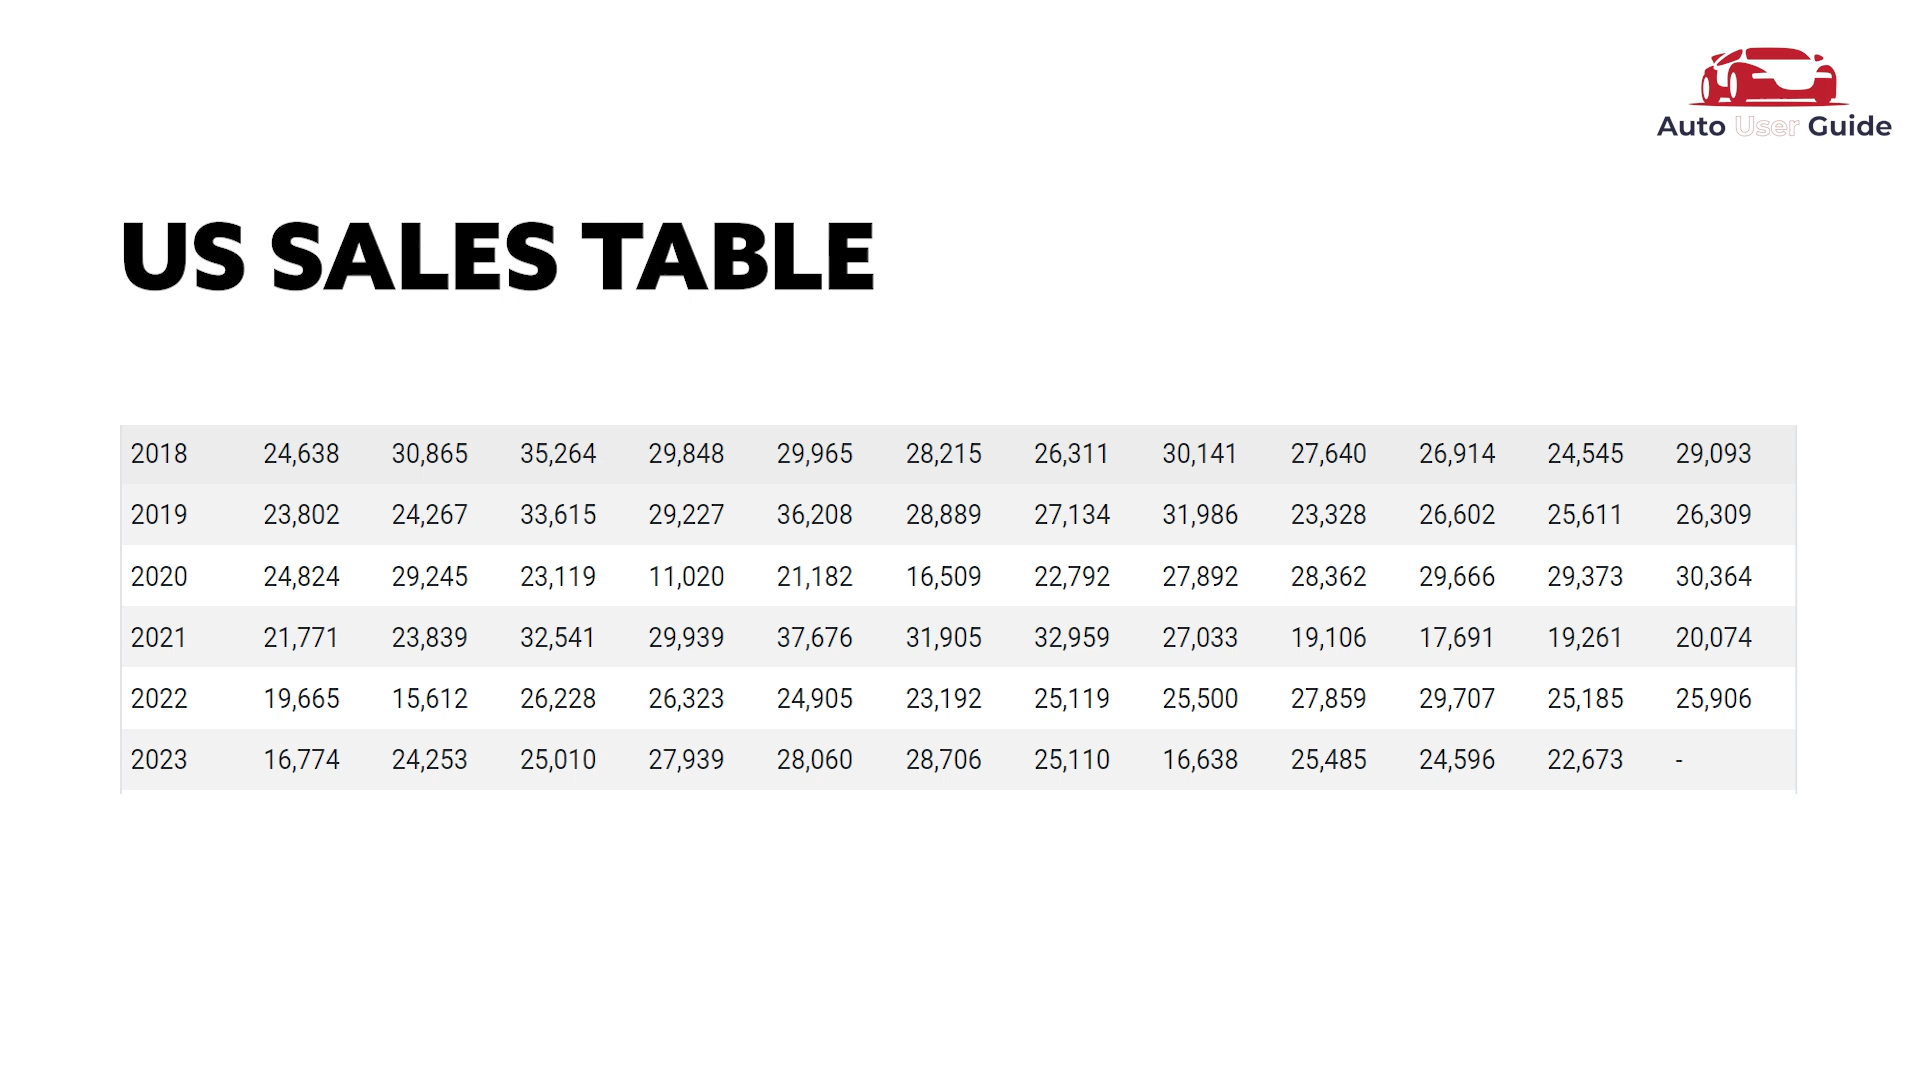 Auto User Guide
US SALES TABLE
2018 24,638 30,865 35,264 29,848 29,965 28,215 26,311 30,141 27,640 26,914 24,545 29,093
2019 23,802 24,267 33,615 29,227 36,208 28,889 27,134 31,986 23,328 26,602 25,611 26,309
2020 24,824 29,245 23,119 11,020 21,182 16,509 22,792 27,892 28,362 29,666 29,373 30,364
2021 21,771 23,839 32,541 29,939 37,676 31,905 32,959 27,033 19,106 17,691 19,261 20,074
2022 19,665 15,612 26,228 26,323 24,905 23,192 25,119 25,500 27,859 29,707 25,185 25,906
2023 16,774 24,253 25,010 27,939 28,060 28,706 25,110 16,638 25,485 24,596 22,673 -